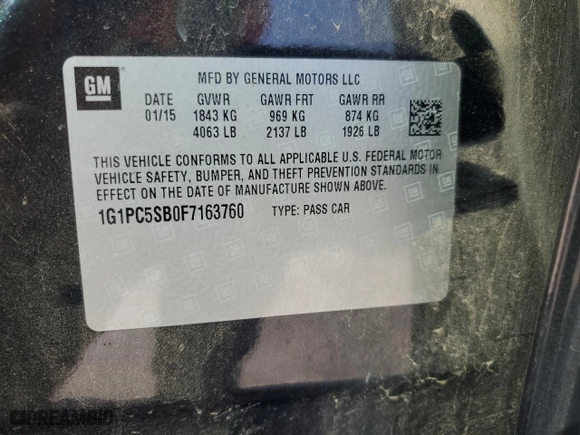 GM
MFD BY GENERAL MOTORS LLC
DATE GVWR GAWR FRT GAWR RR
01/15 1843 KG 969 KG 874 KG
4063 LB 2137 LB 1926 LB
THIS VEHICLE CONFORMS TO ALL APPLICABLE U.S. FEDERAL MOTOR
VEHICLE SAFETY, BUMPER, AND THEFT PREVENTION STANDARDS IN
EFFECT ON THE DATE OF MANUFACTURE SHOWN ABOVE.
1G1PC5SB0F7163760 TYPE: PASS CAR
DREAMBID